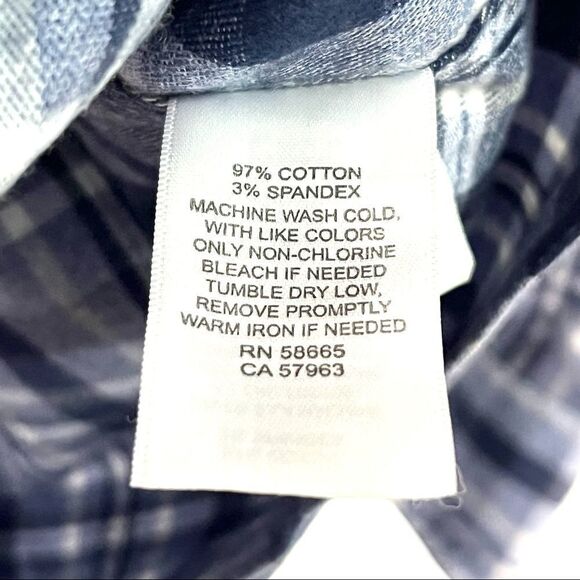 97% COTTON
3% SPANDEX
MACHINE WASH COLD,
WITH LIKE COLORS
ONLY NON-CHLORINE
BLEACH IF NEEDED
TUMBLE DRY LOW,
REMOVE PROMPTLY
WARM IRON IF NEEDED
RN 58665
CA 57963